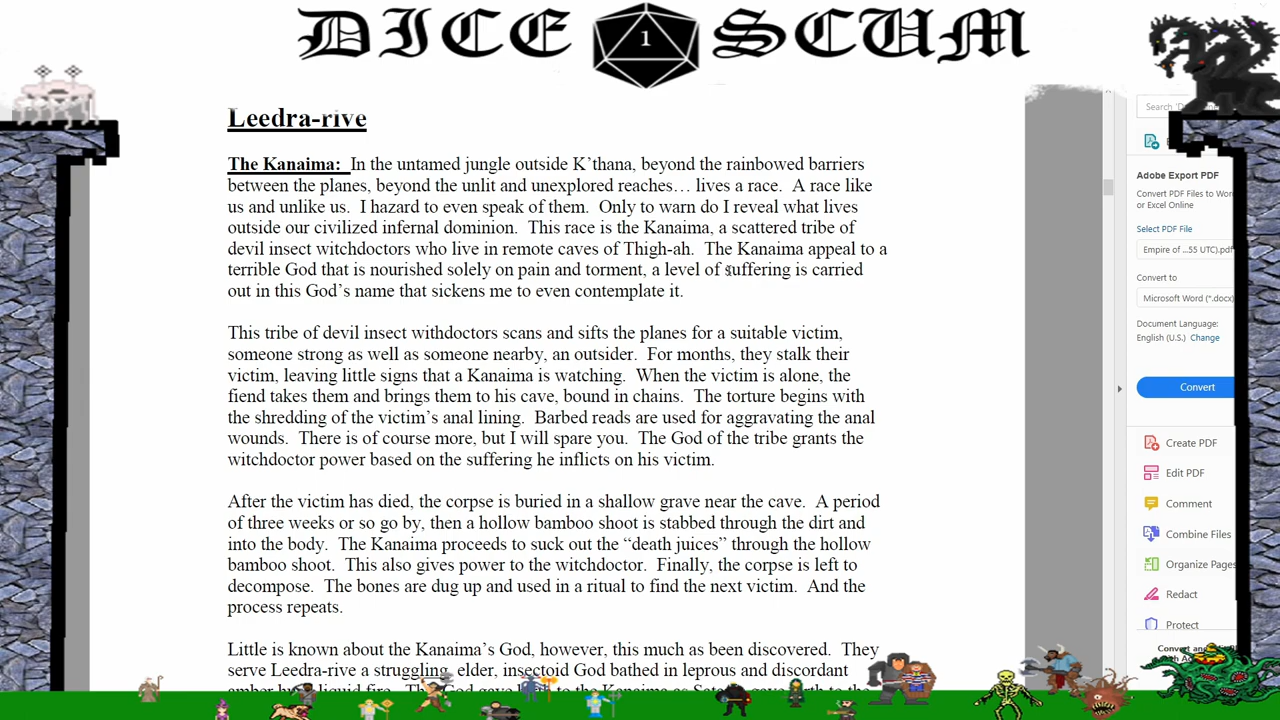 DICE 1 SCUM
Leedra-rive
The Kanaima: In the untamed jungle outside K'thana, beyond the rainbowed barriers
between the planes, beyond the unlit and unexplored reaches… lives a race. A race like
us and unlike us. I hazard to even speak of them. Only to warn do I reveal what lives
outside our civilized infernal dominion. This race is the Kanaima, a scattered tribe of
devil insect witchdoctors who live in remote caves of Thigh-ah. The Kanaima appeal to a
terrible God that is nourished solely on pain and torment, a level of suffering is carried
out in this God's name that sickens me to even contemplate it.
This tribe of devil insect withdoctors scans and sifts the planes for a suitable victim,
someone strong as well as someone nearby, an outsider. For months, they stalk their
victim, leaving little signs that a Kanaima is watching. When the victim is alone, the
fiend takes them and brings them to his cave, bound in chains. The torture begins with
the shredding of the victim's anal lining. Barbed reads are used for aggravating the anal
wounds. There is of course more, but I will spare you. The God of the tribe grants the
witchdoctor power based on the suffering he inflicts on his victim.
After the victim has died, the corpse is buried in a shallow grave near the cave. A period
of three weeks or so go by, then a hollow bamboo shoot is stabbed through the dirt and
into the body. The Kanaima proceeds to suck out the “death juices” through the hollow
bamboo shoot. This also gives power to the witchdoctor. Finally, the corpse is left to
decompose. The bones are dug up and used in a ritual to find the next victim. And the
process repeats.
Little is known about the Kanaima's God, however, this much as been discovered. They
serve Leedra-rive a struggling, elder, insectoid God bathed in leprous and discordant
Search
Adobe Export PDF
Convert PDF Files to Wor
or Excel Online
Select PDF File
Empire of ...55 UTC).pdf
Convert to
Microsoft Word (*.docx)
Document Language:
English (U.S.) Change
Convert
Create PDF
Edit PDF
Comment
Combine Files
Organize Pages
Redact
Protect